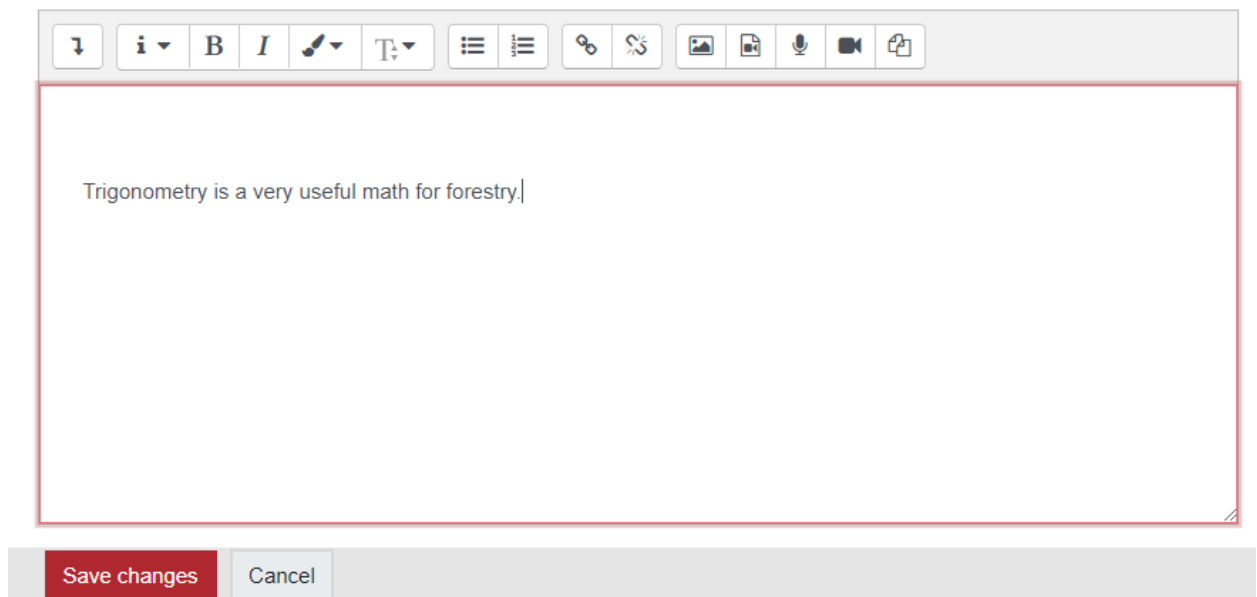 Trigonometry is a very useful math for forestry.
Save changes
Cancel